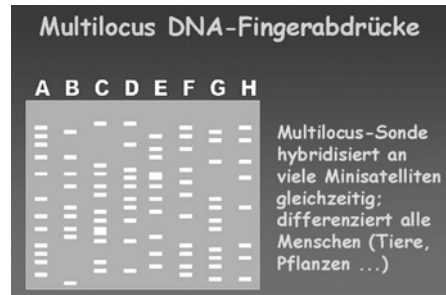 Multilocus DNA-Fingerabdrücke
A B C D E F G H
Multilocus-Sonde
hybridisiert an
viele Minisatelliten
gleichzeitig;
differenziert alle
Menschen (Tiere,
Pflanzen ...)